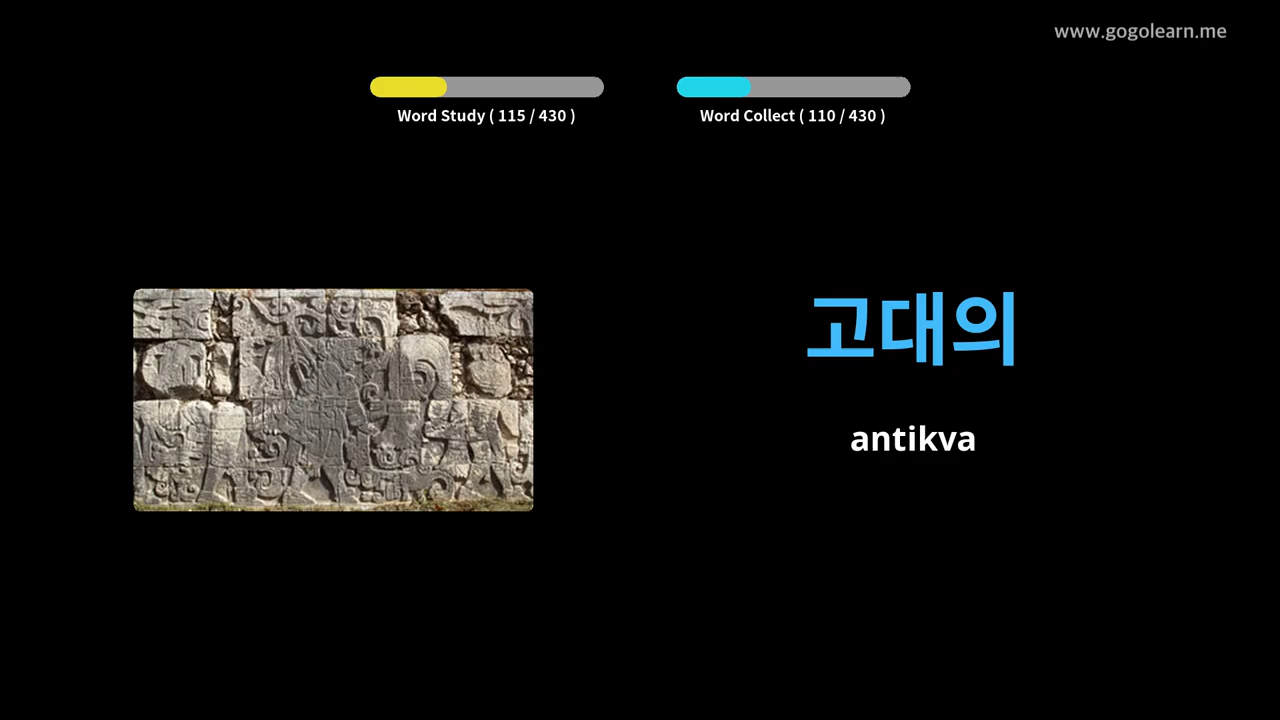 www.gogolearn.me
Word Study ( 115 / 430 )
Word Collect ( 110 / 430 )
고대의
antikva